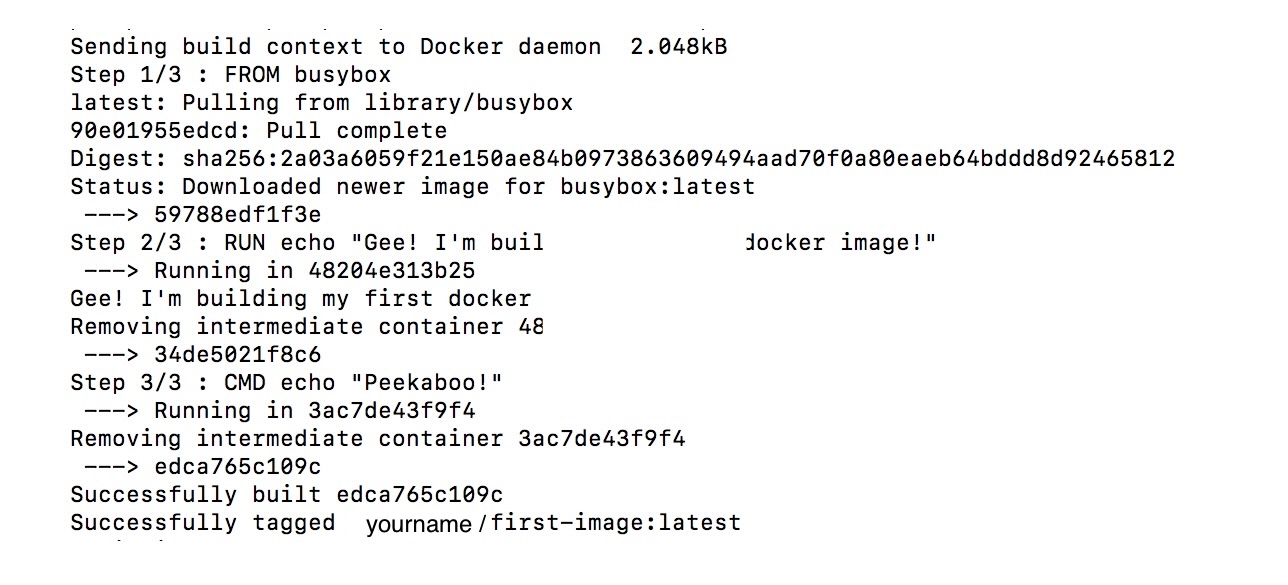 Sending build context to Docker daemon  2.048kB
Step 1/3 : FROM busybox
latest: Pulling from library/busybox
90e01955edcd: Pull complete
Digest: sha256:2a03a6059f21e150ae84b0973863609494aad70f0a80eaeb64bddd8d92465812
Status: Downloaded newer image for busybox:latest
 ---> 59788edf1f3e
Step 2/3 : RUN echo "Gee! I'm buil docker image!"
 ---> Running in 48204e313b25
Gee! I'm building my first docker
Removing intermediate container 48
 ---> 34de5021f8c6
Step 3/3 : CMD echo "Peekaboo!"
 ---> Running in 3ac7de43f9f4
Removing intermediate container 3ac7de43f9f4
 ---> edca765c109c
Successfully built edca765c109c
Successfully tagged yourname/first-image:latest